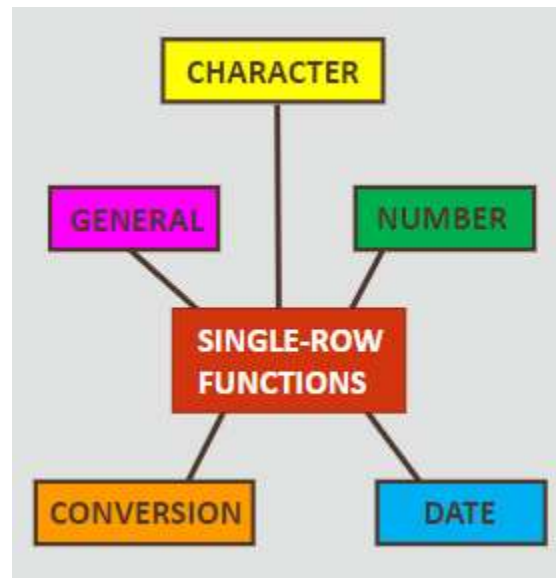 CHARACTER
GENERAL
NUMBER
SINGLE-ROW
FUNCTIONS
CONVERSION
DATE